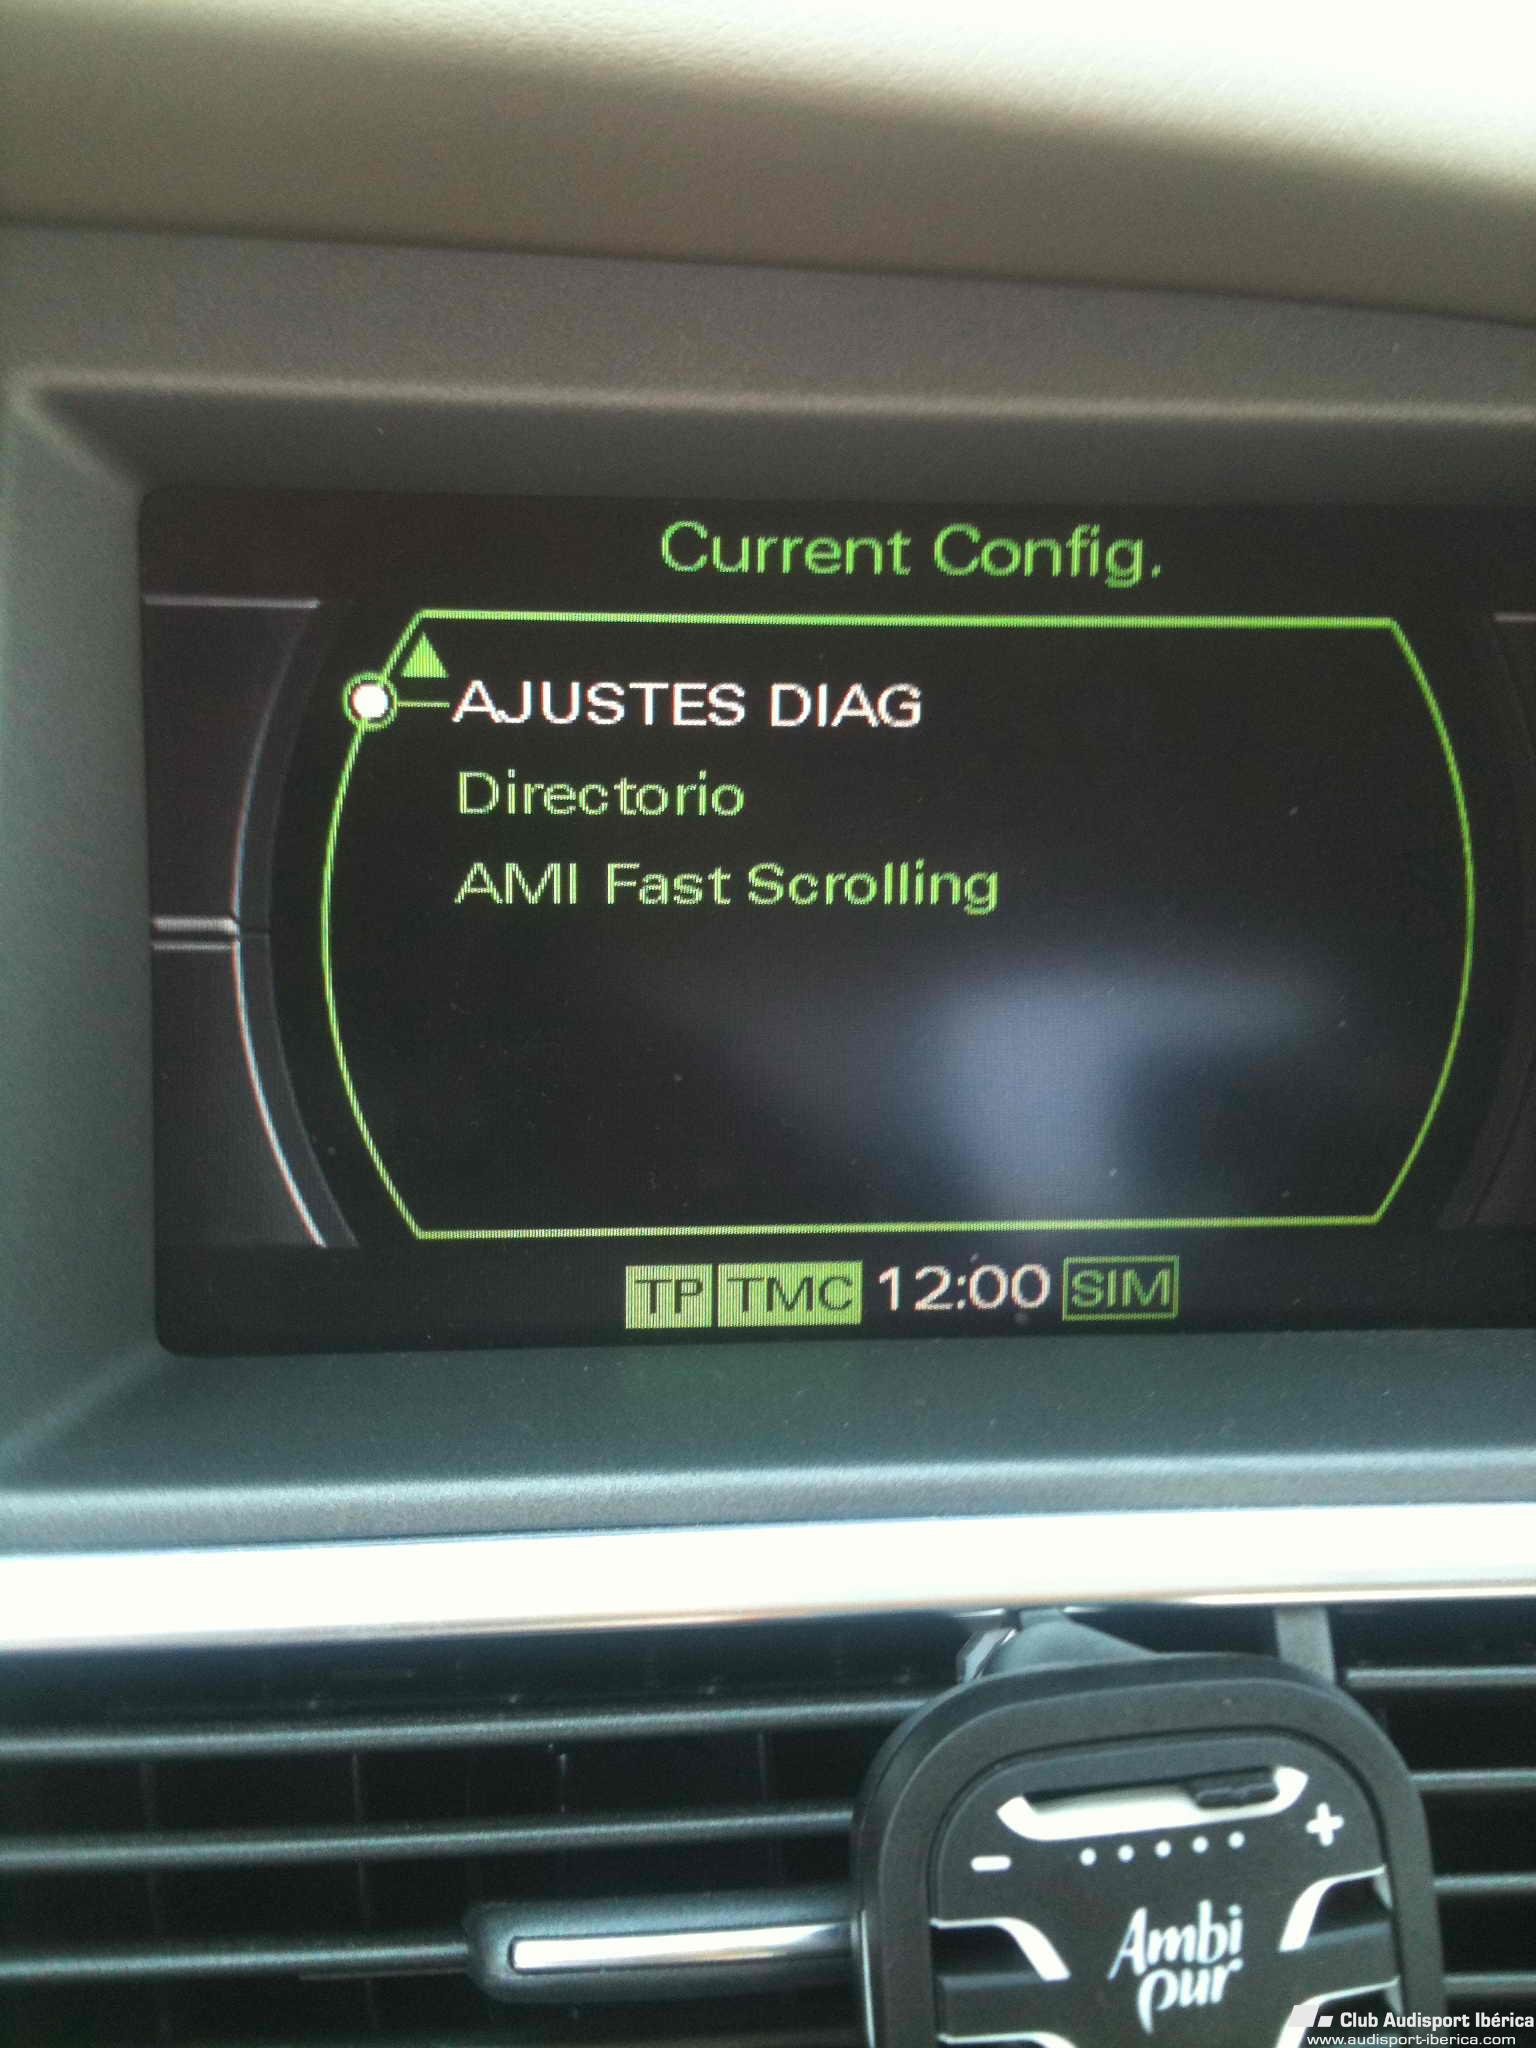 Current Config.
AJUSTES DIAG
Directorio
AMI Fast Scrolling
TP TMC 12:00 SIM
- +
Ambi
pur
Club Audisport Ibérica
www.audisport-iberica.com